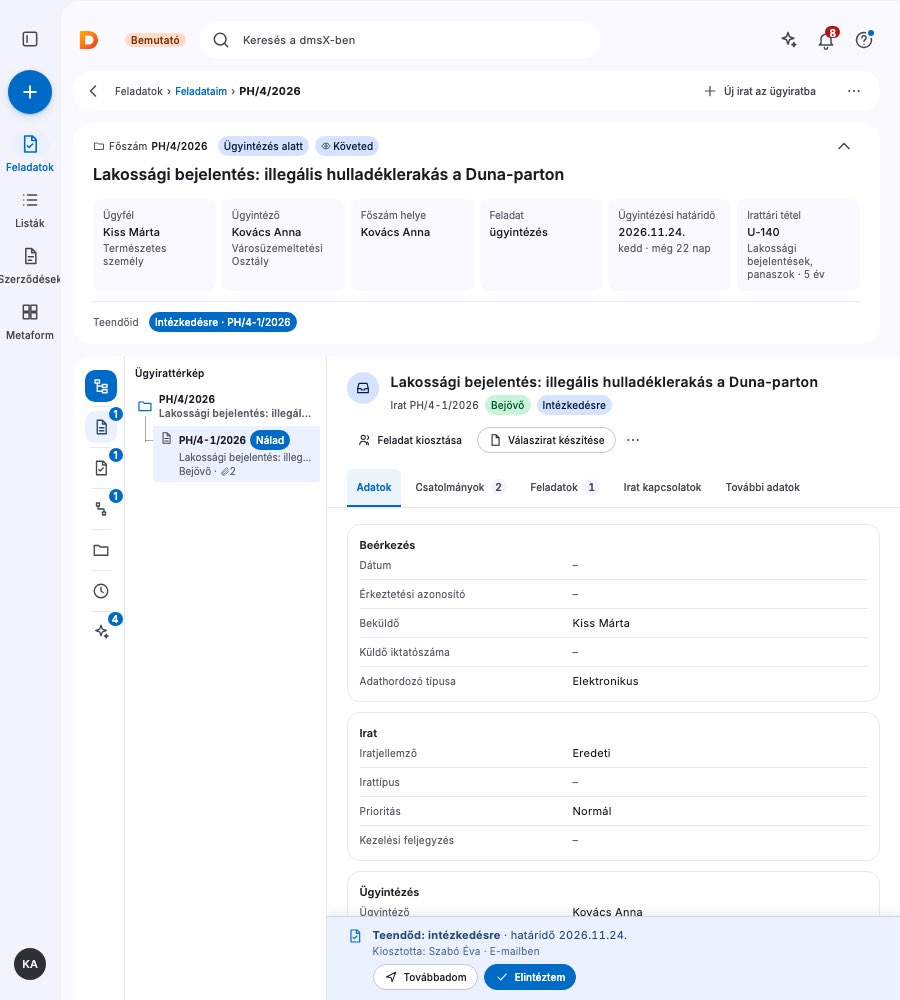 Bemutató
Keresés a dmsX-ben
8
Feladatok › Feladataim › PH/4/2026
Új irat az ügyiratba
Feladatok
Listák
Szerződések
Metaform
KA
Főszám PH/4/2026 Ügyintézés alatt Követed
Lakossági bejelentés: illegális hulladéklerakás a Duna-parton
Ügyfél
Kiss Márta
Természetes
személy
Ügyintéző
Kovács Anna
Városüzemeltetési
Osztály
Főszám helye
Kovács Anna
Feladat
ügyintézés
Ügyintézési határidő
2026.11.24.
kedd · még 22 nap
Irattári tétel
U-140
Lakossági
bejelentések,
panaszok · 5 év
Teendőid Intézkedésre · PH/4-1/2026
1
1
1
4
Ügyirattérkép
PH/4/2026
Lakossági bejelentés: illegál...
PH/4-1/2026 Nálad
Lakossági bejelentés: illeg...
Bejövő · 2
Lakossági bejelentés: illegális hulladéklerakás a Duna-parton
Irat PH/4-1/2026 Bejövő Intézkedésre
Feladat kiosztása Válaszirat készítése
Adatok Csatolmányok 2 Feladatok 1 Irat kapcsolatok További adatok
Beérkezés
Dátum –
Érkeztetési azonosító –
Beküldő Kiss Márta
Küldő iktatószáma –
Adathordozó típusa Elektronikus
Irat
Iratjellemző Eredeti
Irattípus –
Prioritás Normál
Kezelési feljegyzés –
Ügyintézés
Ügyintéző Kovács Anna
Teendőd: intézkedésre · határidő 2026.11.24.
Kiosztotta: Szabó Éva · E-mailben
Továbbadom Elintéztem